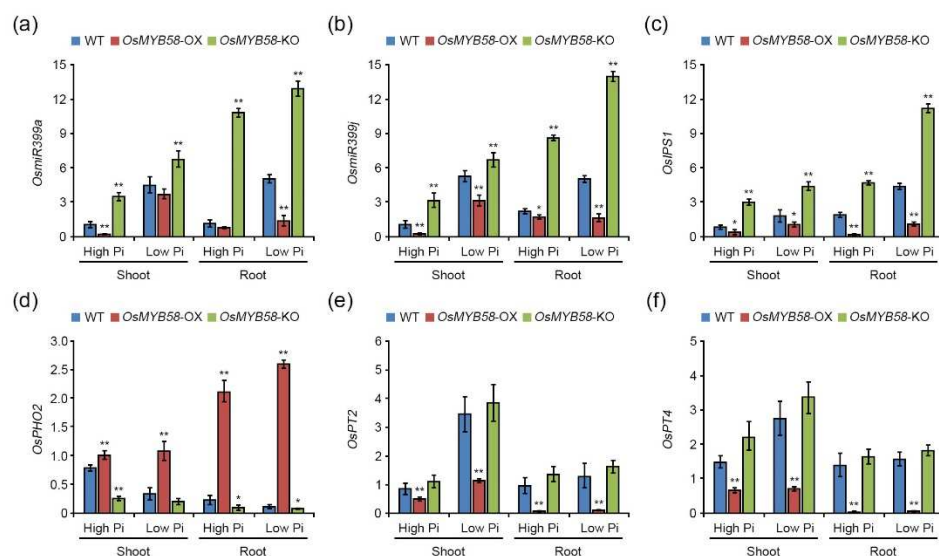 (a)
WT OsMYB58-OX OsMYB58-KO
OsmiR399a
15
12
9
6
3
0
** ** ** ** ** **
High Pi Low Pi High Pi Low Pi
Shoot Root
(b)
WT OsMYB58-OX OsMYB58-KO
OsmiR399j
15
12
9
6
3
0
** ** ** ** * ** ** **
High Pi Low Pi High Pi Low Pi
Shoot Root
(c)
WT OsMYB58-OX OsMYB58-KO
OsIPS1
15
12
9
6
3
0
* ** * ** ** ** ** **
High Pi Low Pi High Pi Low Pi
Shoot Root
(d)
WT OsMYB58-OX OsMYB58-KO
OsPHO2
3.0
2.5
2.0
1.5
1.0
0.5
0
** ** ** ** * ** *
High Pi Low Pi High Pi Low Pi
Shoot Root
(e)
WT OsMYB58-OX OsMYB58-KO
OsPT2
6
5
4
3
2
1
0
** ** ** **
High Pi Low Pi High Pi Low Pi
Shoot Root
(f)
WT OsMYB58-OX OsMYB58-KO
OsPT4
5
4
3
2
1
0
** ** ** **
High Pi Low Pi High Pi Low Pi
Shoot Root